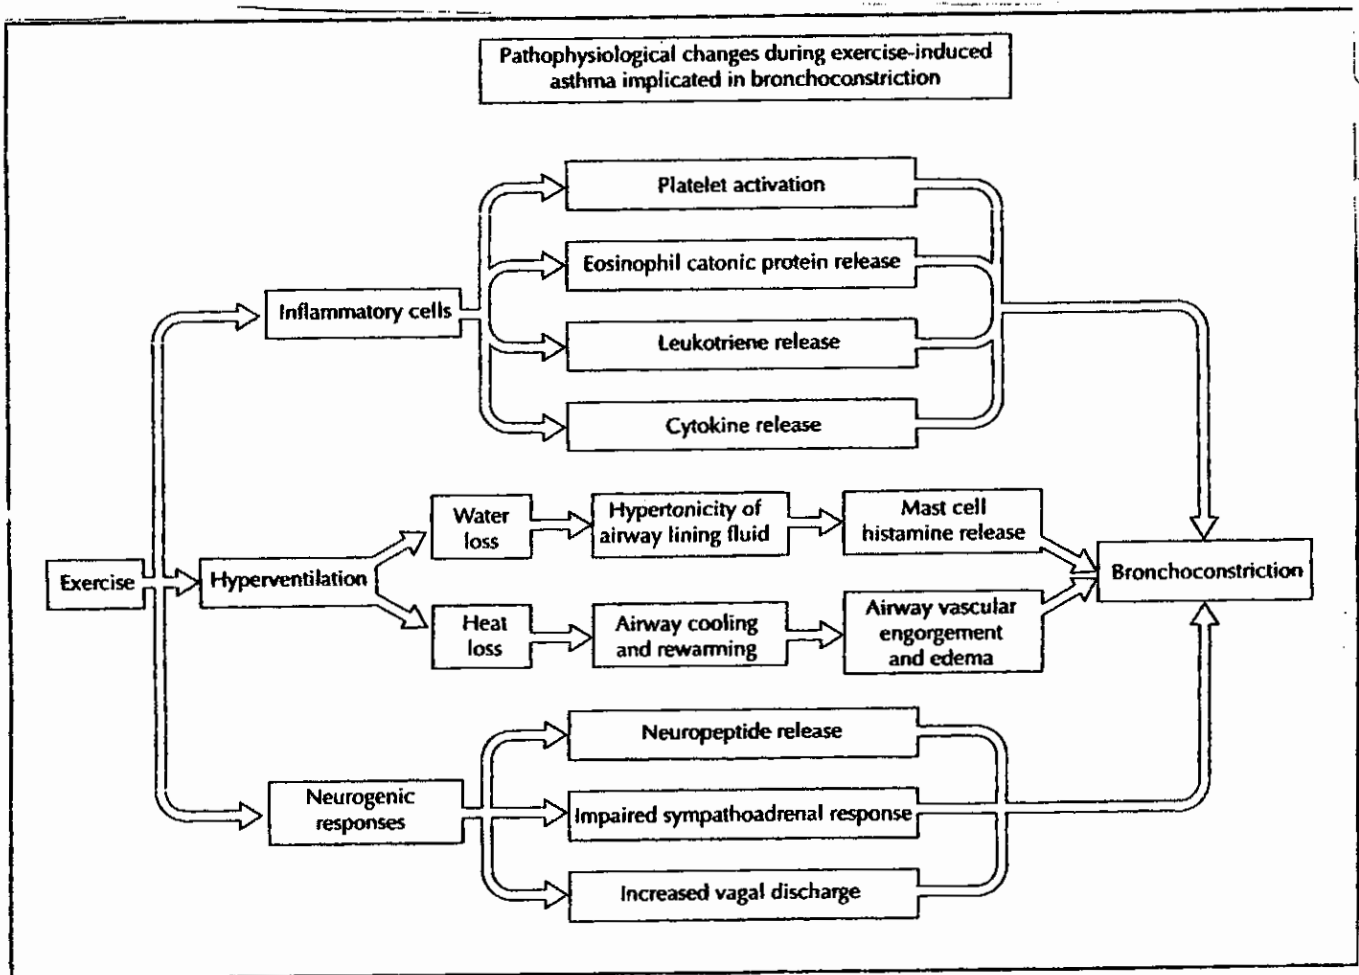 Pathophysiological changes during exercise-induced
asthma implicated in bronchoconstriction
Platelet activation
Eosinophil catonic protein release
Inflammatory cells
Leukotriene release
Cytokine release
Water
loss
Hypertonicity of
airway lining fluid
Mast cell
histamine release
Exercise
Hyperventilation
Bronchoconstriction
Heat
loss
Airway cooling
and rewarming
Airway vascular
engorgement
and edema
Neuropeptide release
Neurogenic
responses
Impaired sympathoadrenal response
Increased vagal discharge